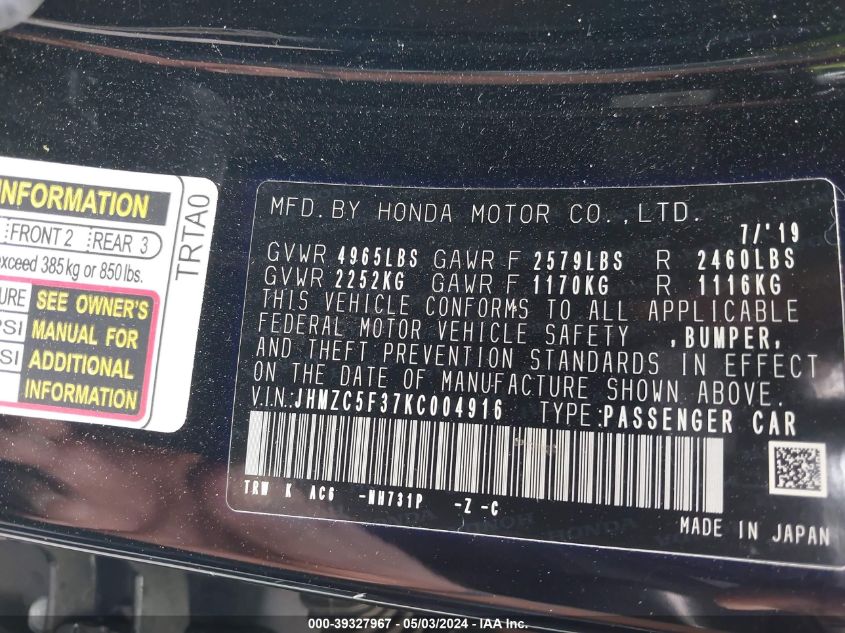 INFORMATION
FRONT 2 REAR 3
exceed 385 kg or 850 lbs.
SEE OWNER'S
MANUAL FOR
ADDITIONAL
INFORMATION
TRTA0
MFD. BY HONDA MOTOR CO., LTD. 7/'19
GVWR 4965LBS GAWR F 2579LBS R 2460LBS
GVWR 2252KG GAWR F 1170KG R 1116KG
THIS VEHICLE CONFORMS TO ALL APPLICABLE
FEDERAL MOTOR VEHICLE SAFETY , BUMPER,
AND THEFT PREVENTION STANDARDS IN EFFECT
ON THE DATE OF MANUFACTURE SHOWN ABOVE.
V.I.N.:JHMZC5F37KC004916 TYPE:PASSENGER CAR
TRW K AC6 -NH731P -Z -C
MADE IN JAPAN
000-39327967 - 05/03/2024 - IAA Inc.